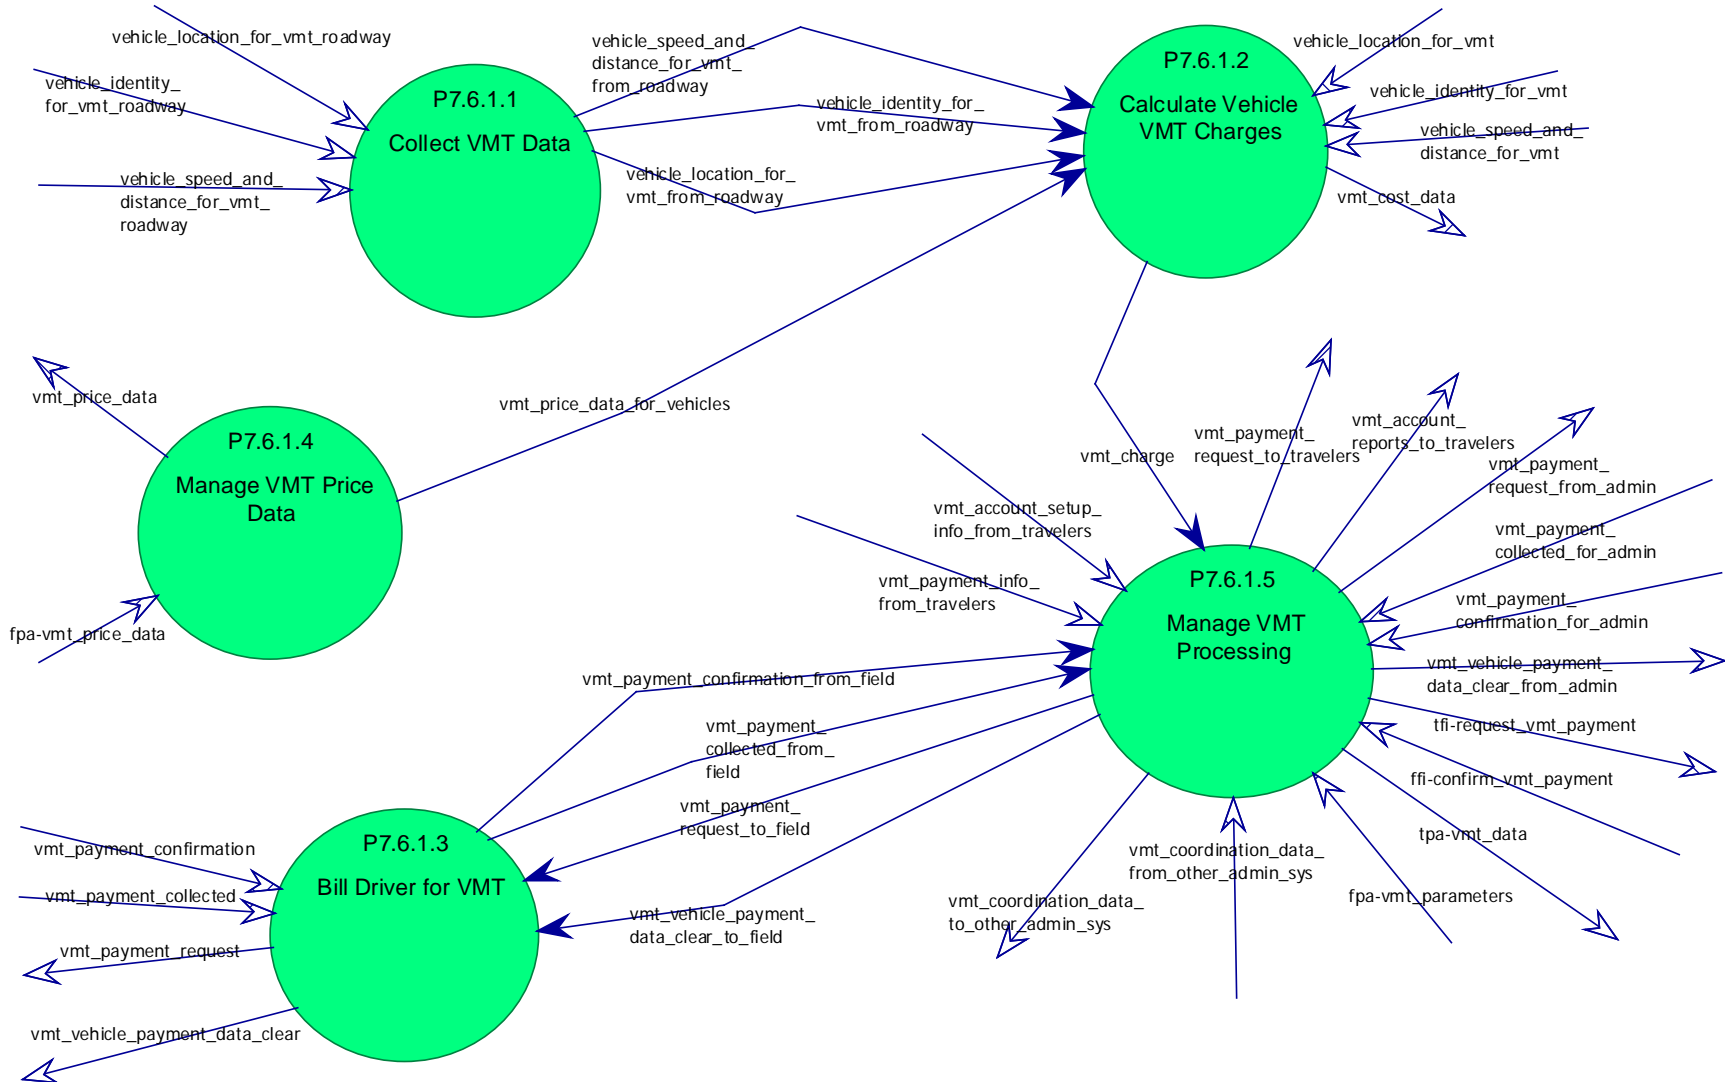 vehicle_location_for_vmt_roadway
vehicle_identity_
for_vmt_roadway
vehicle_speed_and_
distance_for_vmt_
roadway
P7.6.1.1
Collect VMT Data
vehicle_speed_and_
distance_for_vmt_
from_roadway
vehicle_identity_for_
vmt_from_roadway
vehicle_location_for_
vmt_from_roadway
P7.6.1.2
Calculate Vehicle
VMT Charges
vehicle_location_for_vmt
vehicle_identity_for_vmt
vehicle_speed_and_
distance_for_vmt
vmt_cost_data
vmt_price_data
P7.6.1.4
Manage VMT Price
Data
fpa-vmt_price_data
vmt_price_data_for_vehicles
vmt_charge
vmt_payment_
request_to_travelers
vmt_account_
reports_to_travelers
vmt_payment_
request_from_admin
vmt_payment_
collected_for_admin
vmt_payment_
confirmation_for_admin
vmt_vehicle_payment_
data_clear_from_admin
tfi-request_vmt_payment
ffi-confirm_vmt_payment
tpa-vmt_data
fpa-vmt_parameters
vmt_account_setup_
info_from_travelers
vmt_payment_info_
from_travelers
P7.6.1.5
Manage VMT
Processing
vmt_payment_confirmation_from_field
vmt_payment_
collected_from_
field
vmt_payment_
request_to_field
vmt_vehicle_payment_
data_clear_to_field
vmt_coordination_data_
from_other_admin_sys
vmt_coordination_data_
to_other_admin_sys
P7.6.1.3
Bill Driver for VMT
vmt_payment_confirmation
vmt_payment_collected
vmt_payment_request
vmt_vehicle_payment_data_clear